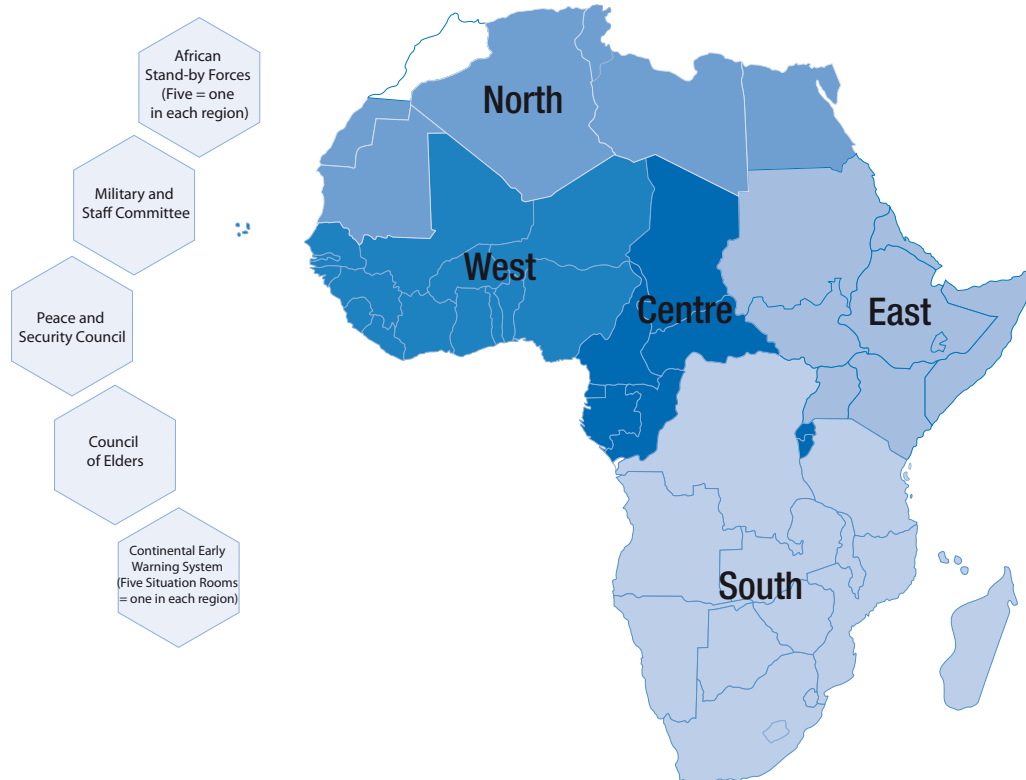 African
Stand-by Forces
(Five = one
in each region)
Military and
Staff Committee
Peace and
Security Council
Council
of Elders
Continental Early
Warning System
(Five Situation Rooms
= one in each region)
North
West
Centre
East
South